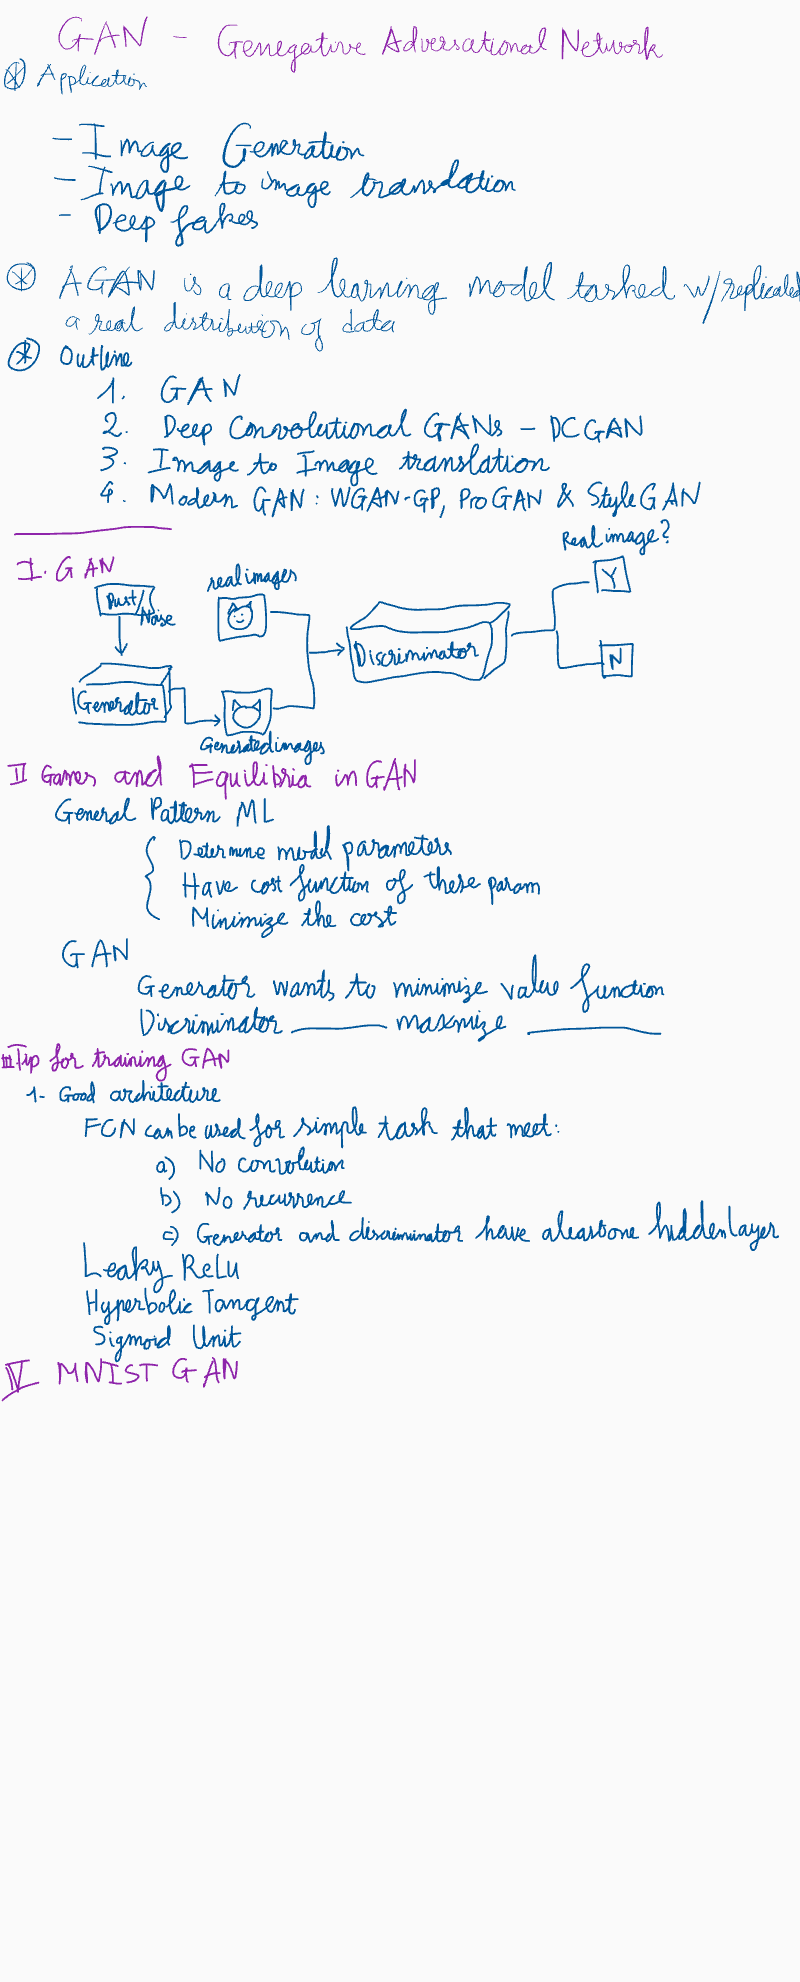 GAN - Genegative Adversational Network
Application
- Image Generation
- Image to image translation
- Deep fakes
A GAN is a deep learning model tasked w/ replicated
a real distribution of data
Outline
1. GAN
2. Deep Convolutional GANs - DCGAN
3. Image to Image translation
4. Modern GAN: WGAN-GP, ProGAN & StyleGAN
Real image?
I. GAN
real images
Y
/Noise
Discriminator
N
Generator
Generated images
II Games and Equilibria in GAN
General Pattern ML
Determine model parameters
Have cost function of these param
Minimize the cost
GAN
Generator wants to minimize value function
Discriminator ——— maxmize ———
III Tip for training GAN
1- Good architecture
FCN can be used for simple task that meet:
a) No convolution
b) No recurrence
c) Generator and discriminator have aleast one hidden layer
Leaky ReLu
Hyperbolic Tangent
Sigmoid Unit
IV MNIST GAN